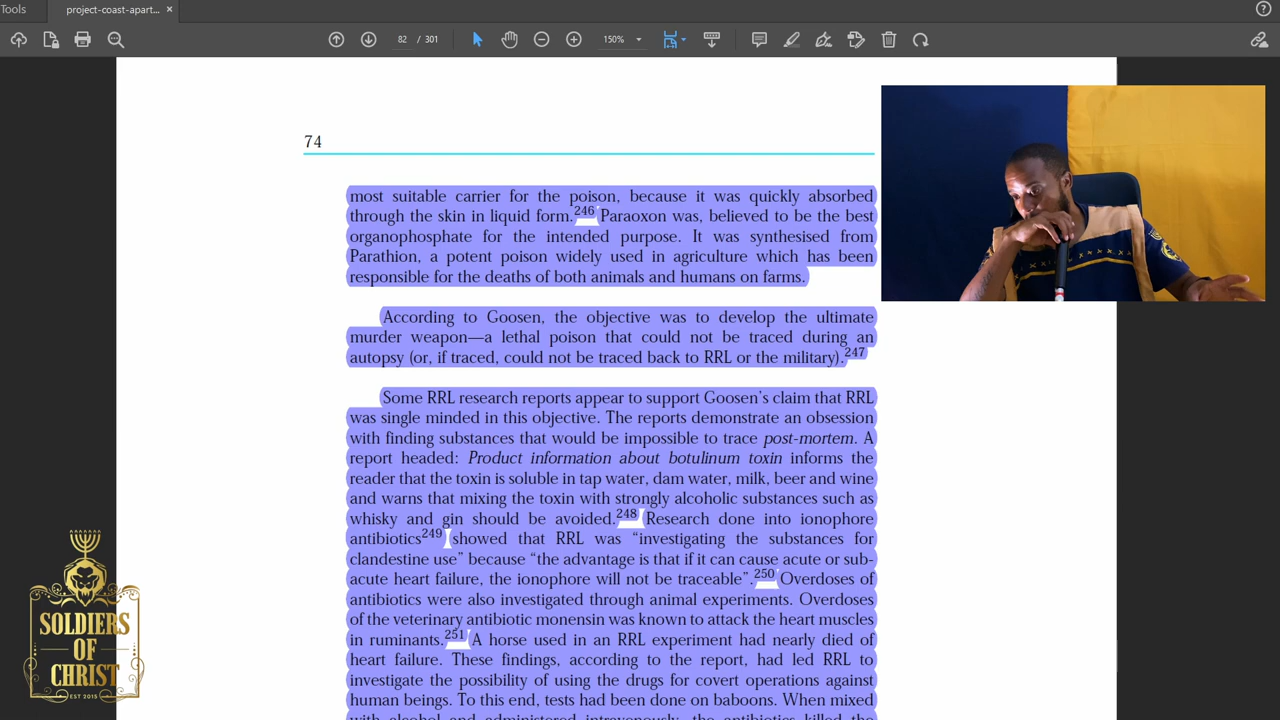 Tools
project-coast-apart... ×
82 / 301
150%
74
most suitable carrier for the poison, because it was quickly absorbed
through the skin in liquid form.246 Paraoxon was, believed to be the best
organophosphate for the intended purpose. It was synthesised from
Parathion, a potent poison widely used in agriculture which has been
responsible for the deaths of both animals and humans on farms.
According to Goosen, the objective was to develop the ultimate
murder weapon—a lethal poison that could not be traced during an
autopsy (or, if traced, could not be traced back to RRL or the military).247
Some RRL research reports appear to support Goosen's claim that RRL
was single minded in this objective. The reports demonstrate an obsession
with finding substances that would be impossible to trace post-mortem. A
report headed: Product information about botulinum toxin informs the
reader that the toxin is soluble in tap water, dam water, milk, beer and wine
and warns that mixing the toxin with strongly alcoholic substances such as
whisky and gin should be avoided.248 Research done into ionophore
antibiotics249 showed that RRL was “investigating the substances for
clandestine use” because “the advantage is that if it can cause acute or sub-
acute heart failure, the ionophore will not be traceable”.250 Overdoses of
antibiotics were also investigated through animal experiments. Overdoses
of the veterinary antibiotic monensin was known to attack the heart muscles
in ruminants.251 A horse used in an RRL experiment had nearly died of
heart failure. These findings, according to the report, had led RRL to
investigate the possibility of using the drugs for covert operations against
human beings. To this end, tests had been done on baboons. When mixed
with alcohol and administered intravenously, the antibiotics killed the
SOLDIERS
OF
CHRIST
EST 2015